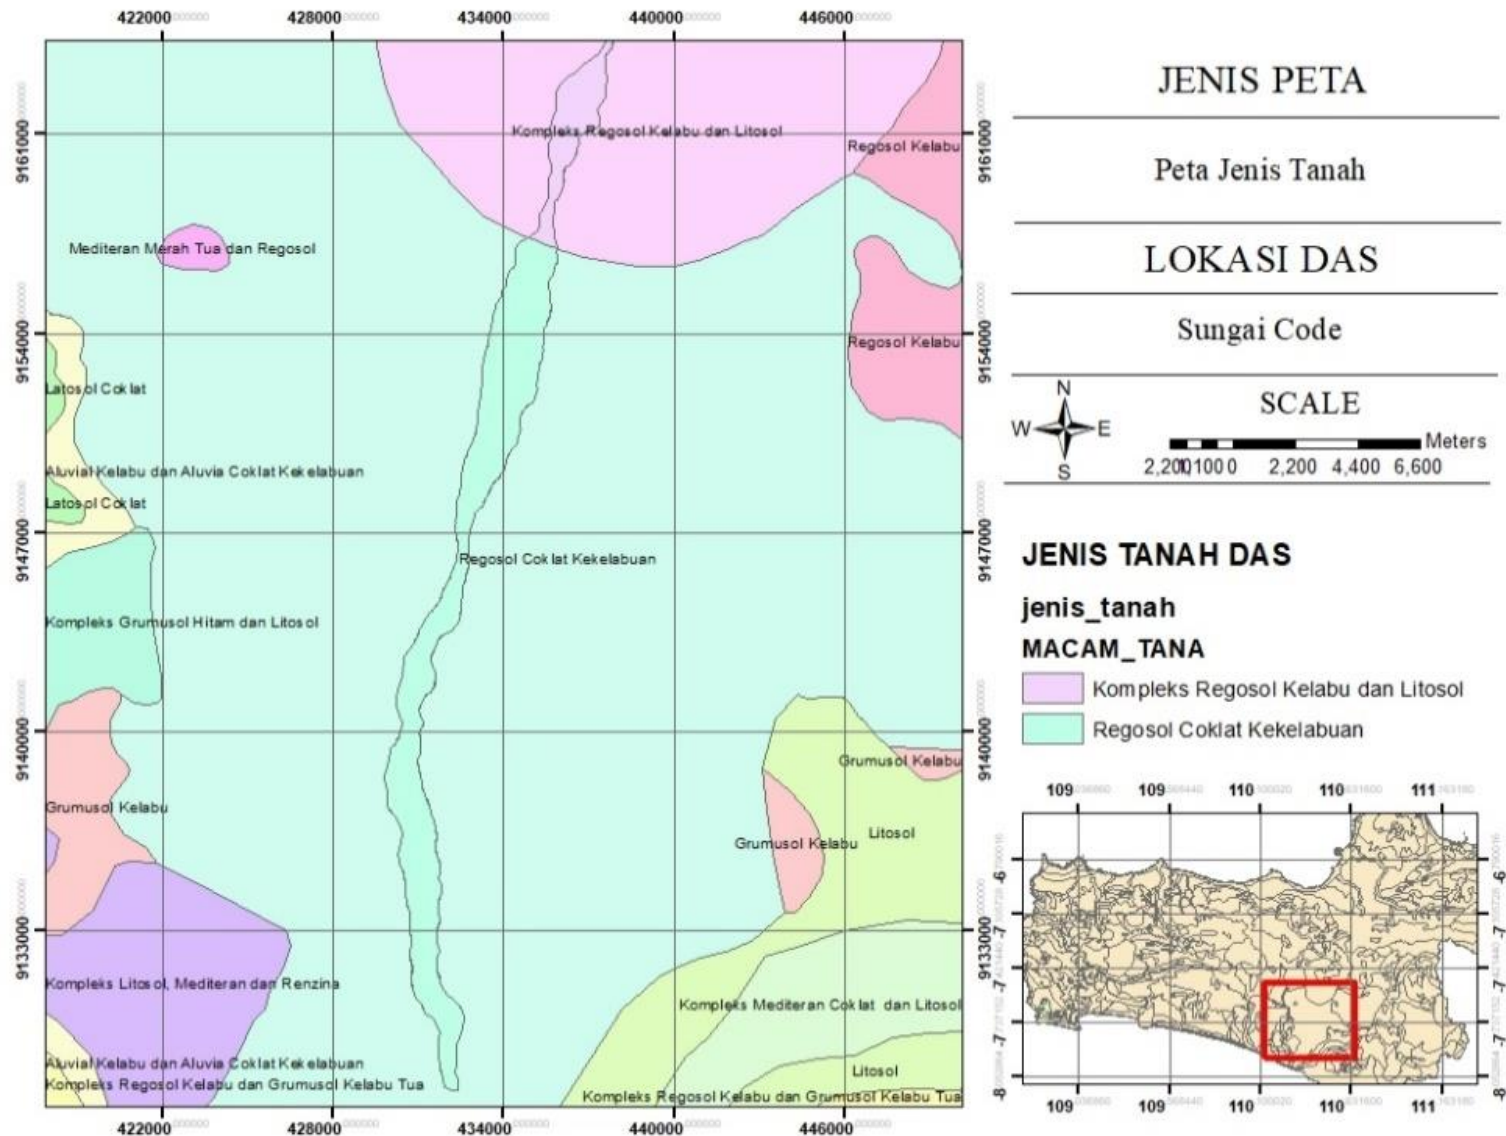 422000 428000 434000 440000 446000
9161000
9154000
9147000
9140000
9133000
Kompleks Regosol Kelabu dan Litosol
Regosol Kelabu
Mediteran Merah Tua dan Regosol
Regosol Kelabu
Latosol Coklat
Aluvial Kelabu dan Aluvia Coklat Kekelabuan
Latosol Coklat
Regosol Coklat Kekelabuan
Kompleks Grumusol Hitam dan Litosol
Grumusol Kelabu
Grumusol Kelabu
Litosol
Grumusol Kelabu
Kompleks Litosol, Mediteran dan Renzina
Kompleks Mediteran Coklat dan Litosol
Aluvial Kelabu dan Aluvia Coklat Kekelabuan
Litosol
Kompleks Regosol Kelabu dan Grumusol Kelabu Tua
Kompleks Regosol Kelabu dan Grumusol Kelabu Tua
9161000
9154000
9147000
9140000
9133000
422000 428000 434000 440000 446000
JENIS PETA
Peta Jenis Tanah
LOKASI DAS
Sungai Code
N
W E
S
SCALE
Meters
2,200 1,100 0 2,200 4,400 6,600
JENIS TANAH DAS
jenis_tanah
MACAM_TANA
Kompleks Regosol Kelabu dan Litosol
Regosol Coklat Kekelabuan
109 109 110 110 111
-6
-7
-7
-7
-8
-6
-7
-7
-7
-8
109 109 110 110 111